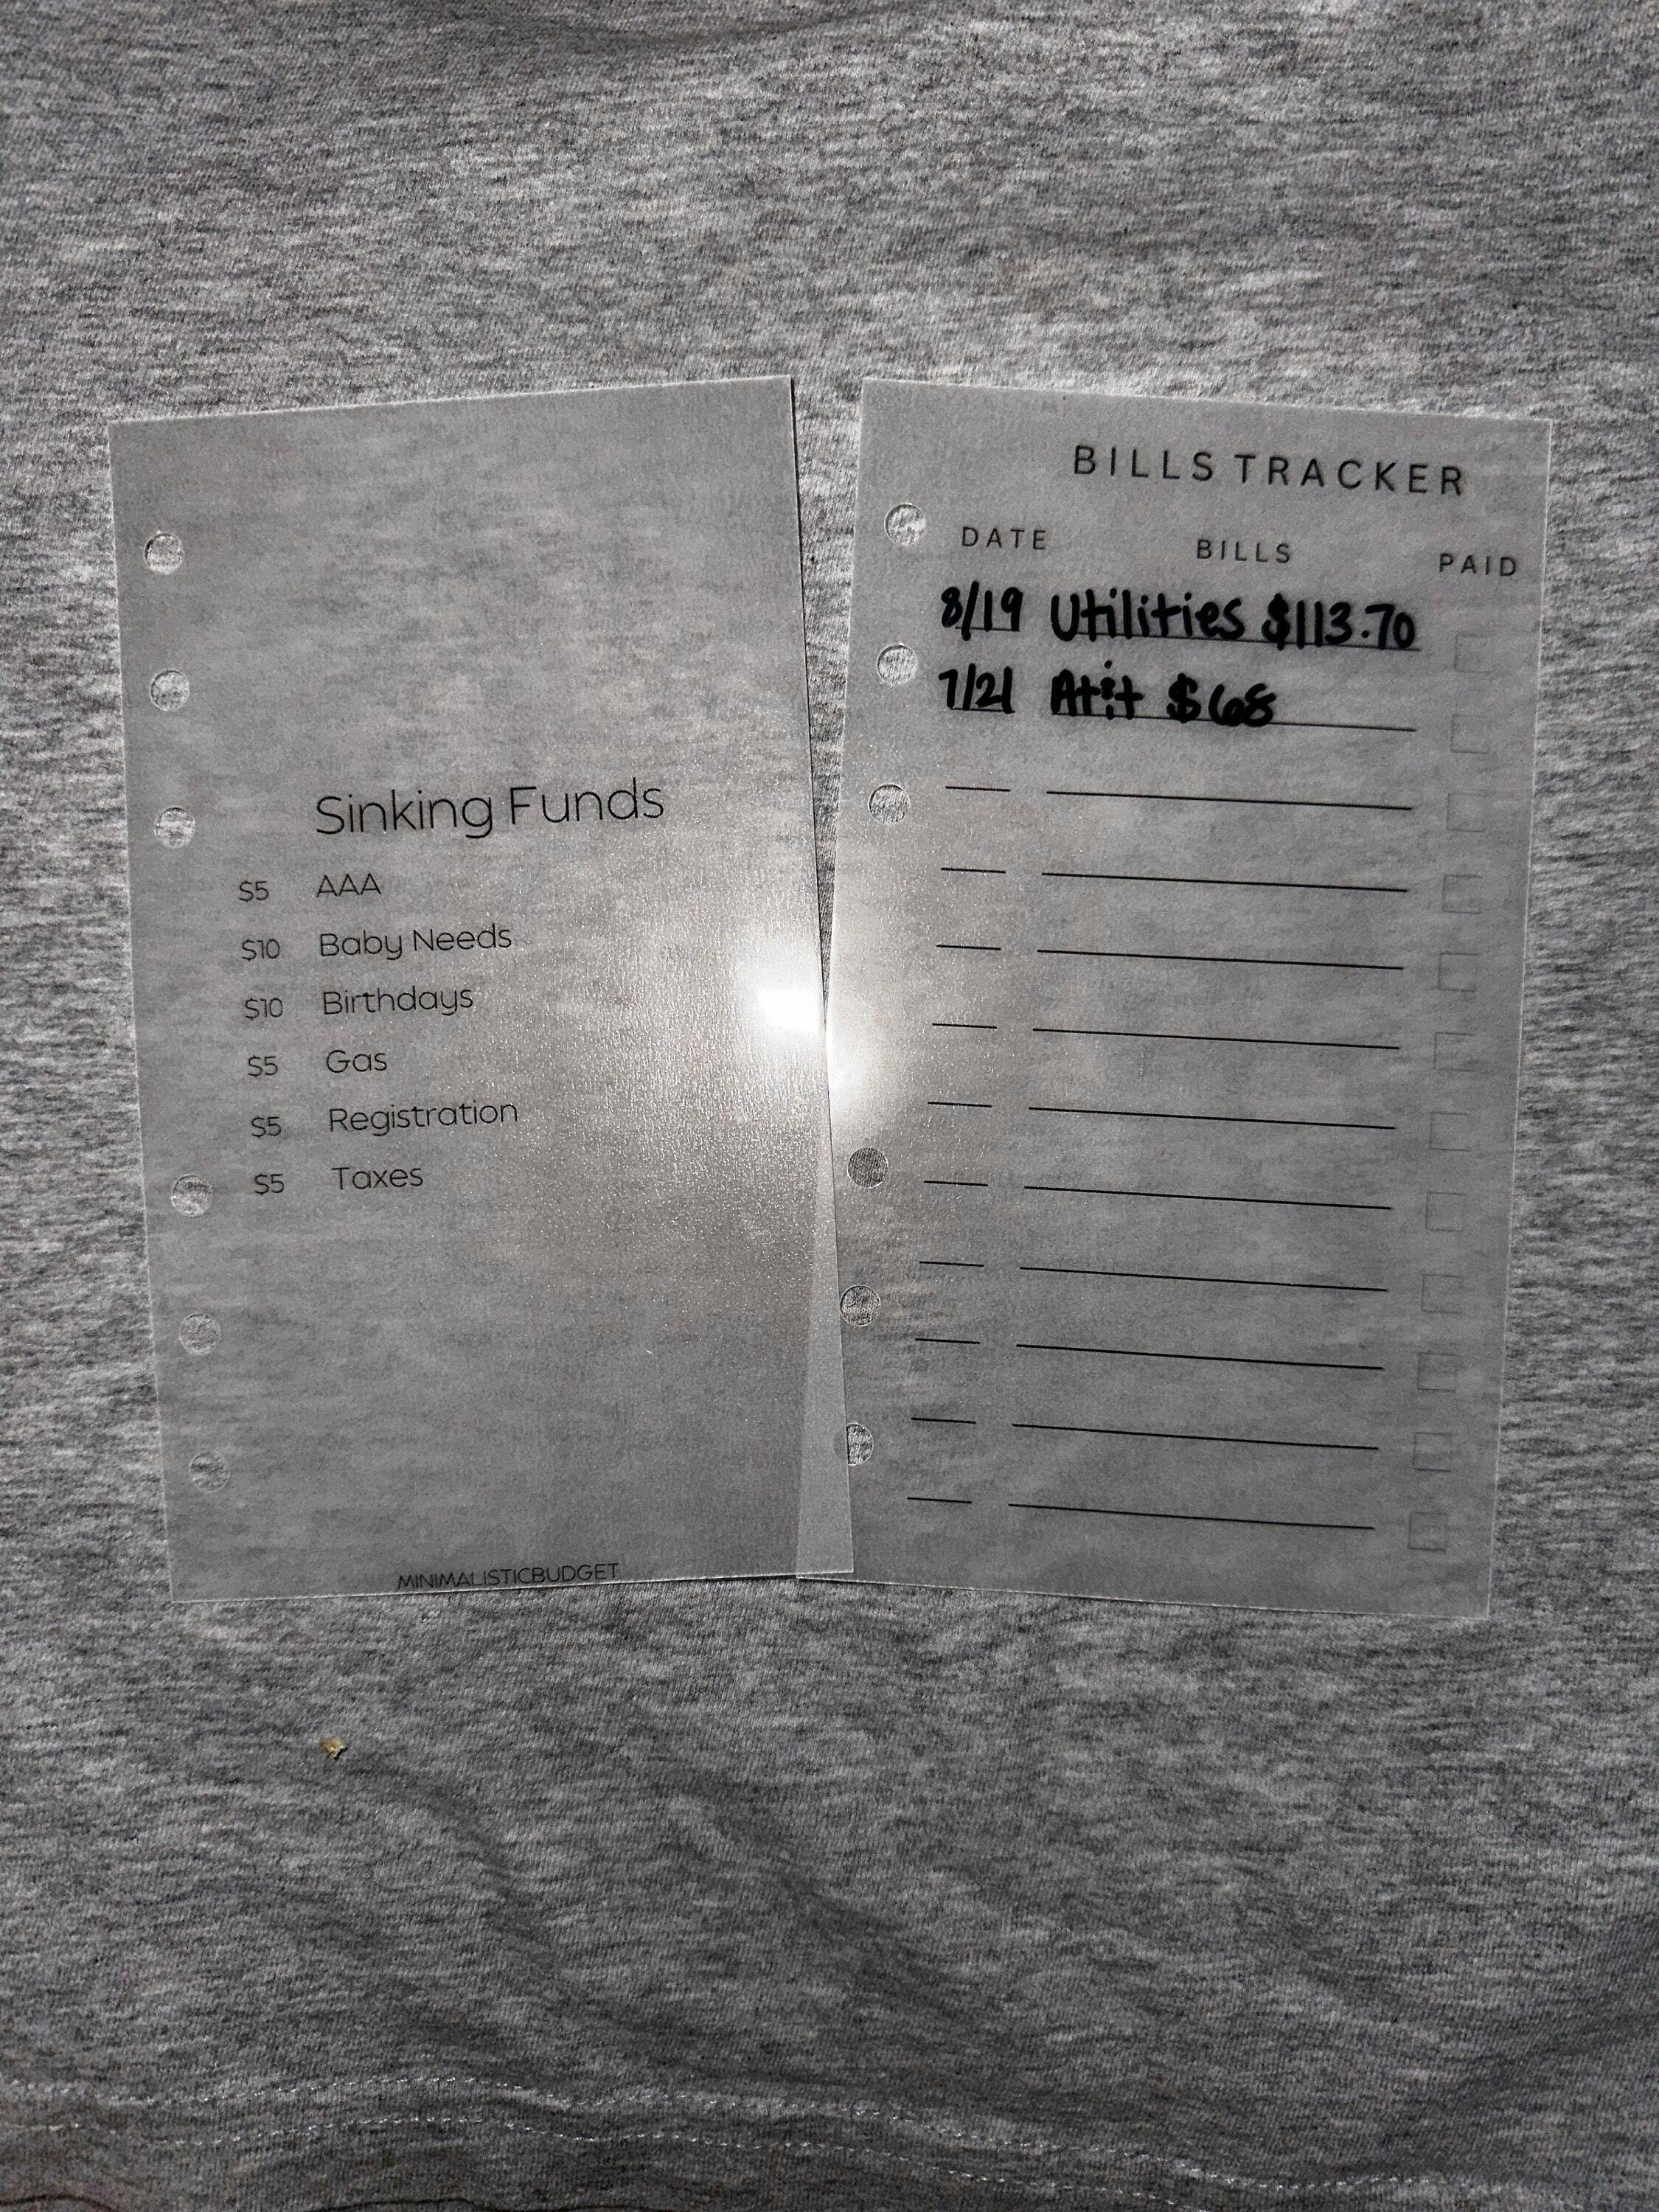 Sinking Funds
$5 AAA
$10 Baby Needs
$10 Birthdays
$5 Gas
$5 Registration
$5 Taxes
MINIMALISTICBUDGET
BILLS TRACKER
DATE BILLS PAID
8/19 Utilities $113.70
7/21 At&t $68